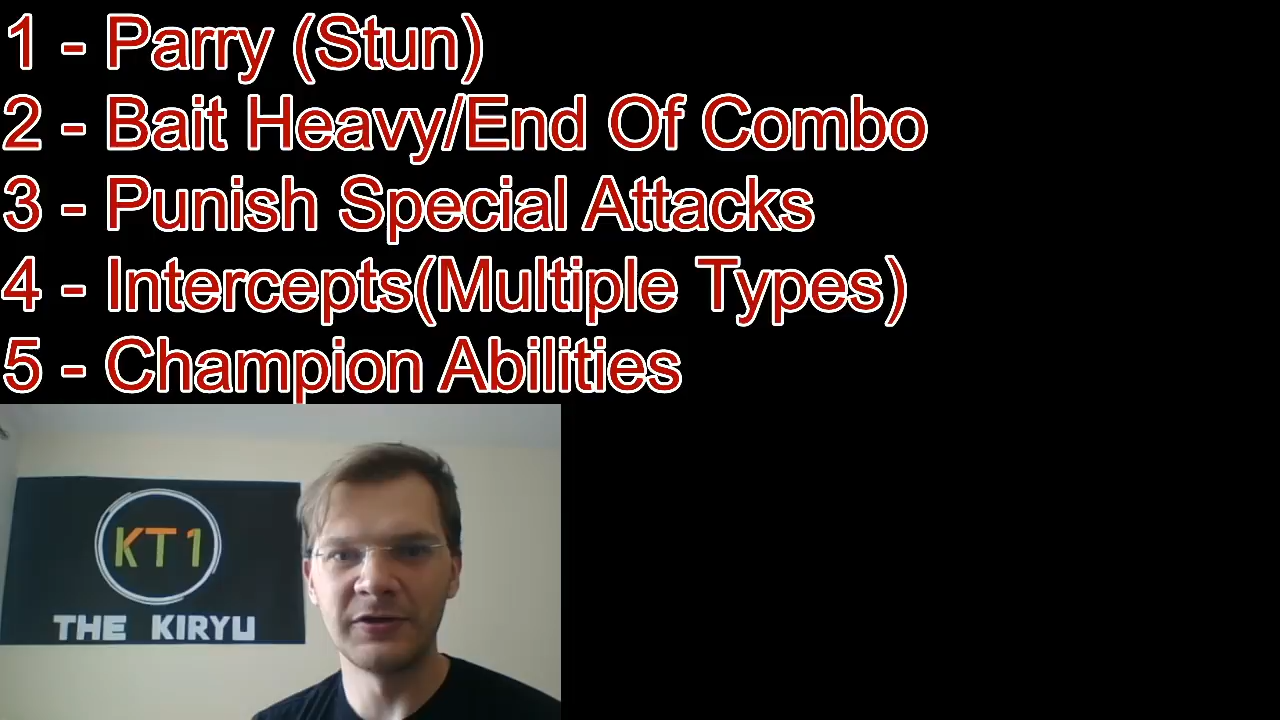 1 - Parry (Stun)
2 - Bait Heavy/End Of Combo
3 - Punish Special Attacks
4 - Intercepts(Multiple Types)
5 - Champion Abilities
KT1
THE KIRYU